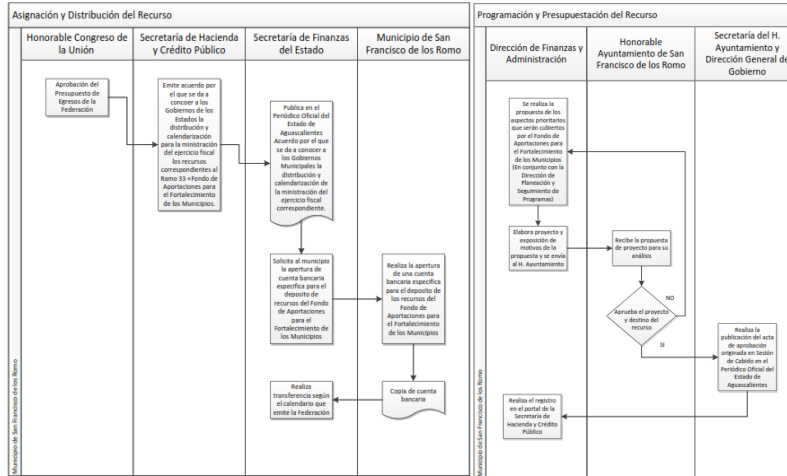 Asignación y Distribución del Recurso
Honorable Congreso de
la Unión
Secretaría de Hacienda
y Crédito Público
Secretaría de Finanzas
del Estado
Municipio de San
Francisco de los Romo
Aprobación del
Presupuesto de
Egresos de la
Federación
Emite acuerdo por
el que se da a
concoer a los
Gobiernos de los
Estados la
distribución y
calendarización
para la ministración
del ejercicio fiscal
los recursos
correspondientes al
Ramo 33 «Fondo de
Aportaciones para
el Fortalecimiento
de los Municipios.
Publica en el
Periódico Oficial del
Estado de
Aguascalientes
Acuerdo por el que
se da a conocer a
los Gobiernos
Municipales la
distribución y
calendarización de
la ministración del
ejercicio fiscal
correspondiente.
Solicita al municipio
la apertura de
cuenta bancaria
especifica para el
deposito de
recursos del Fondo
de Aportaciones
para el
Fortalecimiento de
los Municipios
Realiza la apertura
de una cuenta
bancaria especifica
para el deposito de
los recursos del
Fondo de
Aportaciones para
el Fortalecimiento
de los Municipios
Copia de cuenta
bancaria
Realiza
transferencia según
el calendario que
emite la Federación
Municipio de San Francisco de los Romo
Programación y Presupuestación del Recurso
Dirección de Finanzas y
Administración
Honorable
Ayuntamiento de San
Francisco de los Romo
Secretaría del H.
Ayuntamiento y
Dirección General de
Gobierno
Se realiza la
propuesta de los
aspectos prioritarios
que serán cubiertos
por el Fondo de
Aportaciones para
el Fortalecimiento
de los Municipios
(En conjunto con la
Dirección de
Planeación y
Seguimiento de
Programas)
Elabora proyecto y
exposición de
motivos de la
propuesta y se envía
al H. Ayuntamiento
Recibe la propuesta
de proyecto para su
análisis
NO
Aprueba el proyecto
y destino del
recurso
SI
Realiza la
publicación del acta
de aprobación
originada en Sesión
de Cabido en el
Periódico Oficial del
Estado de
Aguascalientes
Realiza el registro
en el portal de la
Secretaría de
Hacienda y Crédito
Público
Municipio de San Francisco de los Romo